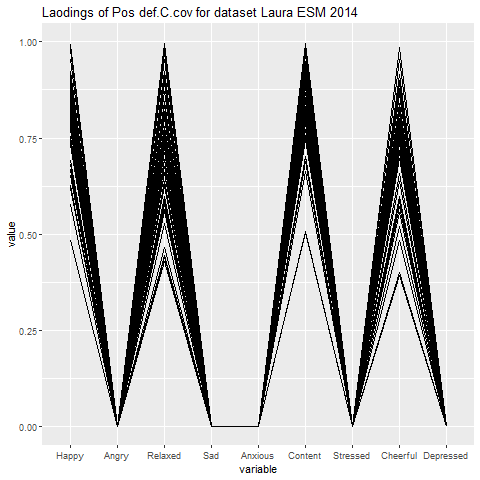 Laodings of Pos def.C.cov for dataset Laura ESM 2014
1.00
0.75
0.50
0.25
0.00
value
Happy Angry Relaxed Sad Anxious Content Stressed Cheerful Depressed
variable